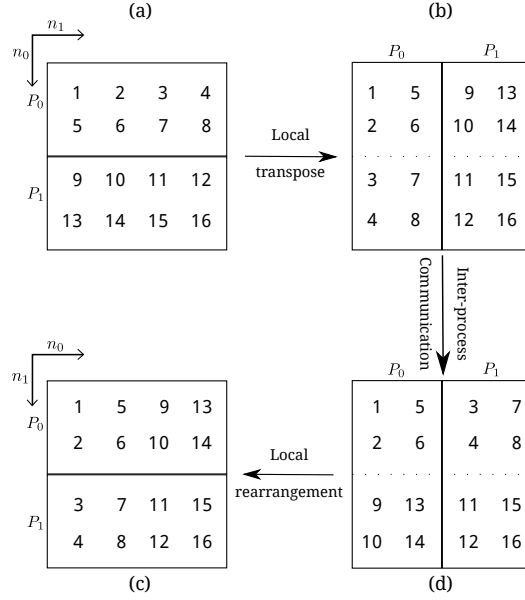 (a)
n₁
n₀
P₀
1 2 3 4
5 6 7 8
P₁
9 10 11 12
13 14 15 16
Local
transpose
(b)
P₀ P₁
1 5 9 13
2 6 10 14
3 7 11 15
4 8 12 16
Inter-process
Communication
n₀
n₁
P₀
1 5 9 13
2 6 10 14
P₁
3 7 11 15
4 8 12 16
(c)
Local
rearrangement
P₀ P₁
1 5 3 7
2 6 4 8
9 13 11 15
10 14 12 16
(d)